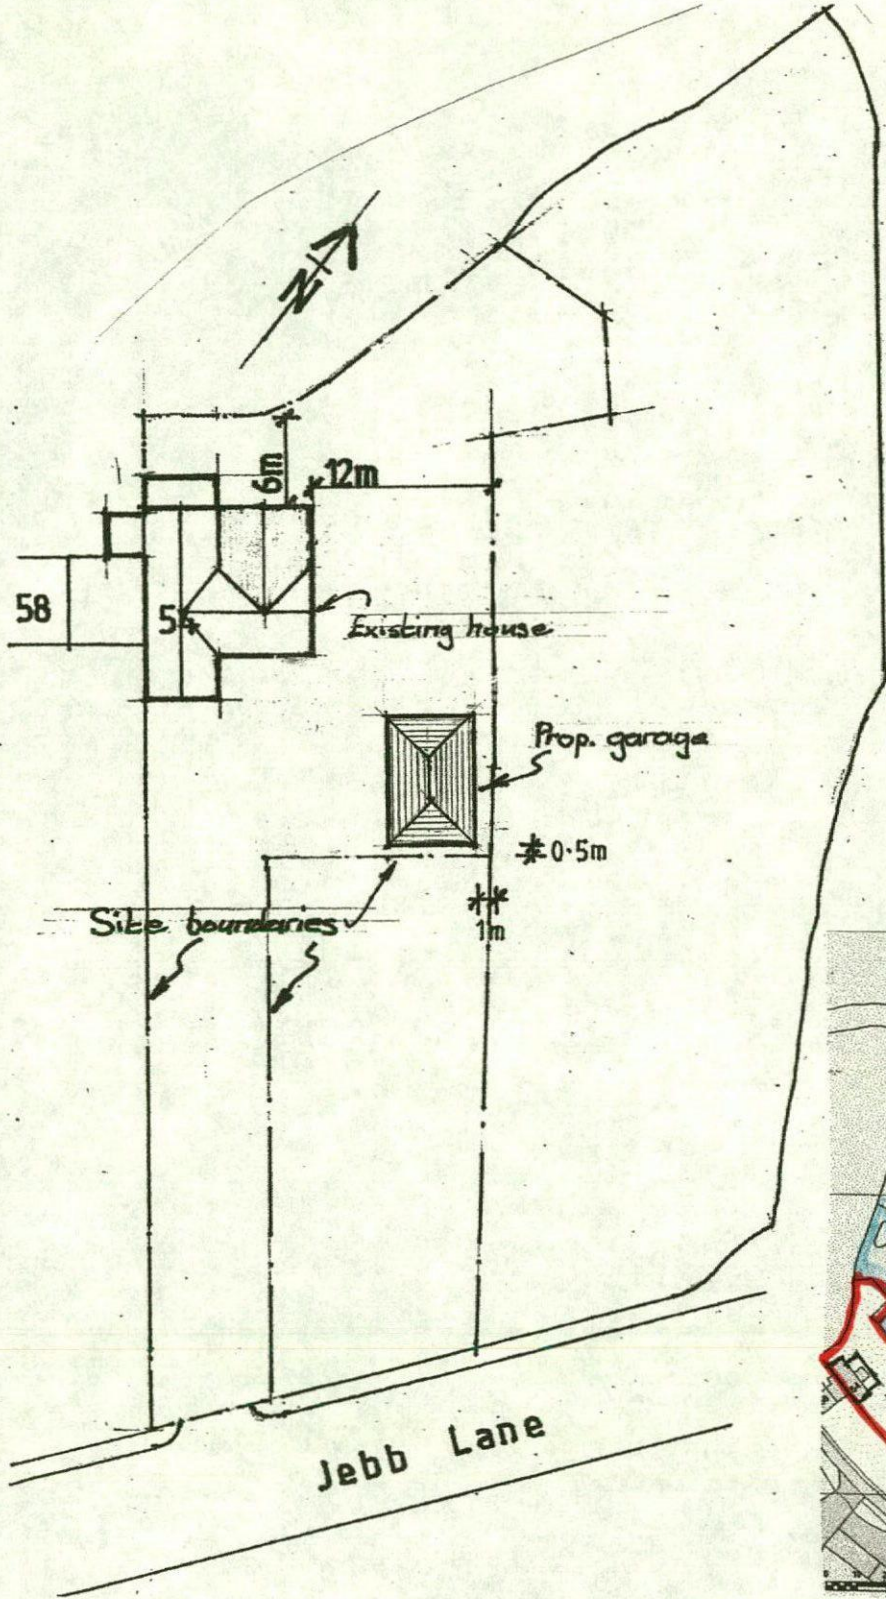 N
6m
12m
58
54
Existing house
Prop. garage
0·5m
Site boundaries
1m
Jebb Lane